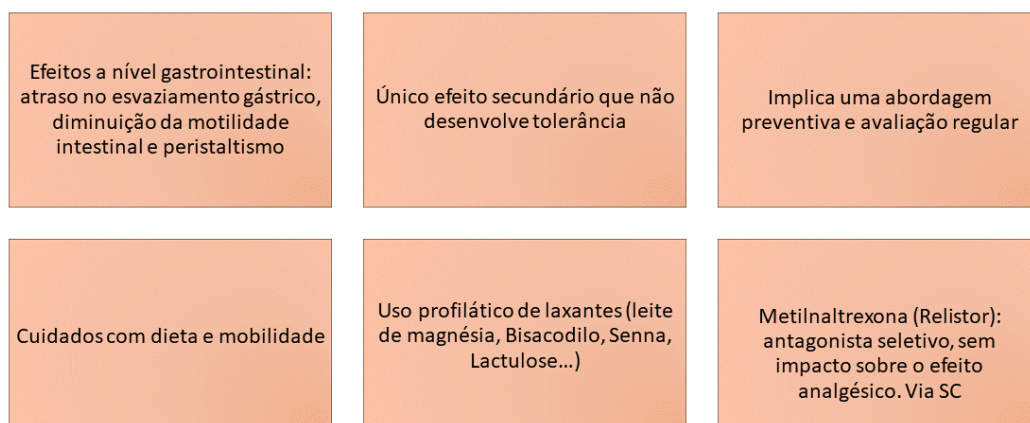 Efeitos a nível gastrointestinal:
atraso no esvaziamento gástrico,
diminuição da motilidade
intestinal e peristaltismo
Único efeito secundário que não
desenvolve tolerância
Implica uma abordagem
preventiva e avaliação regular
Cuidados com dieta e mobilidade
Uso profilático de laxantes (leite
de magnésia, Bisacodilo, Senna,
Lactulose...)
Metilnaltrexona (Relistor):
antagonista seletivo, sem
impacto sobre o efeito
analgésico. Via SC